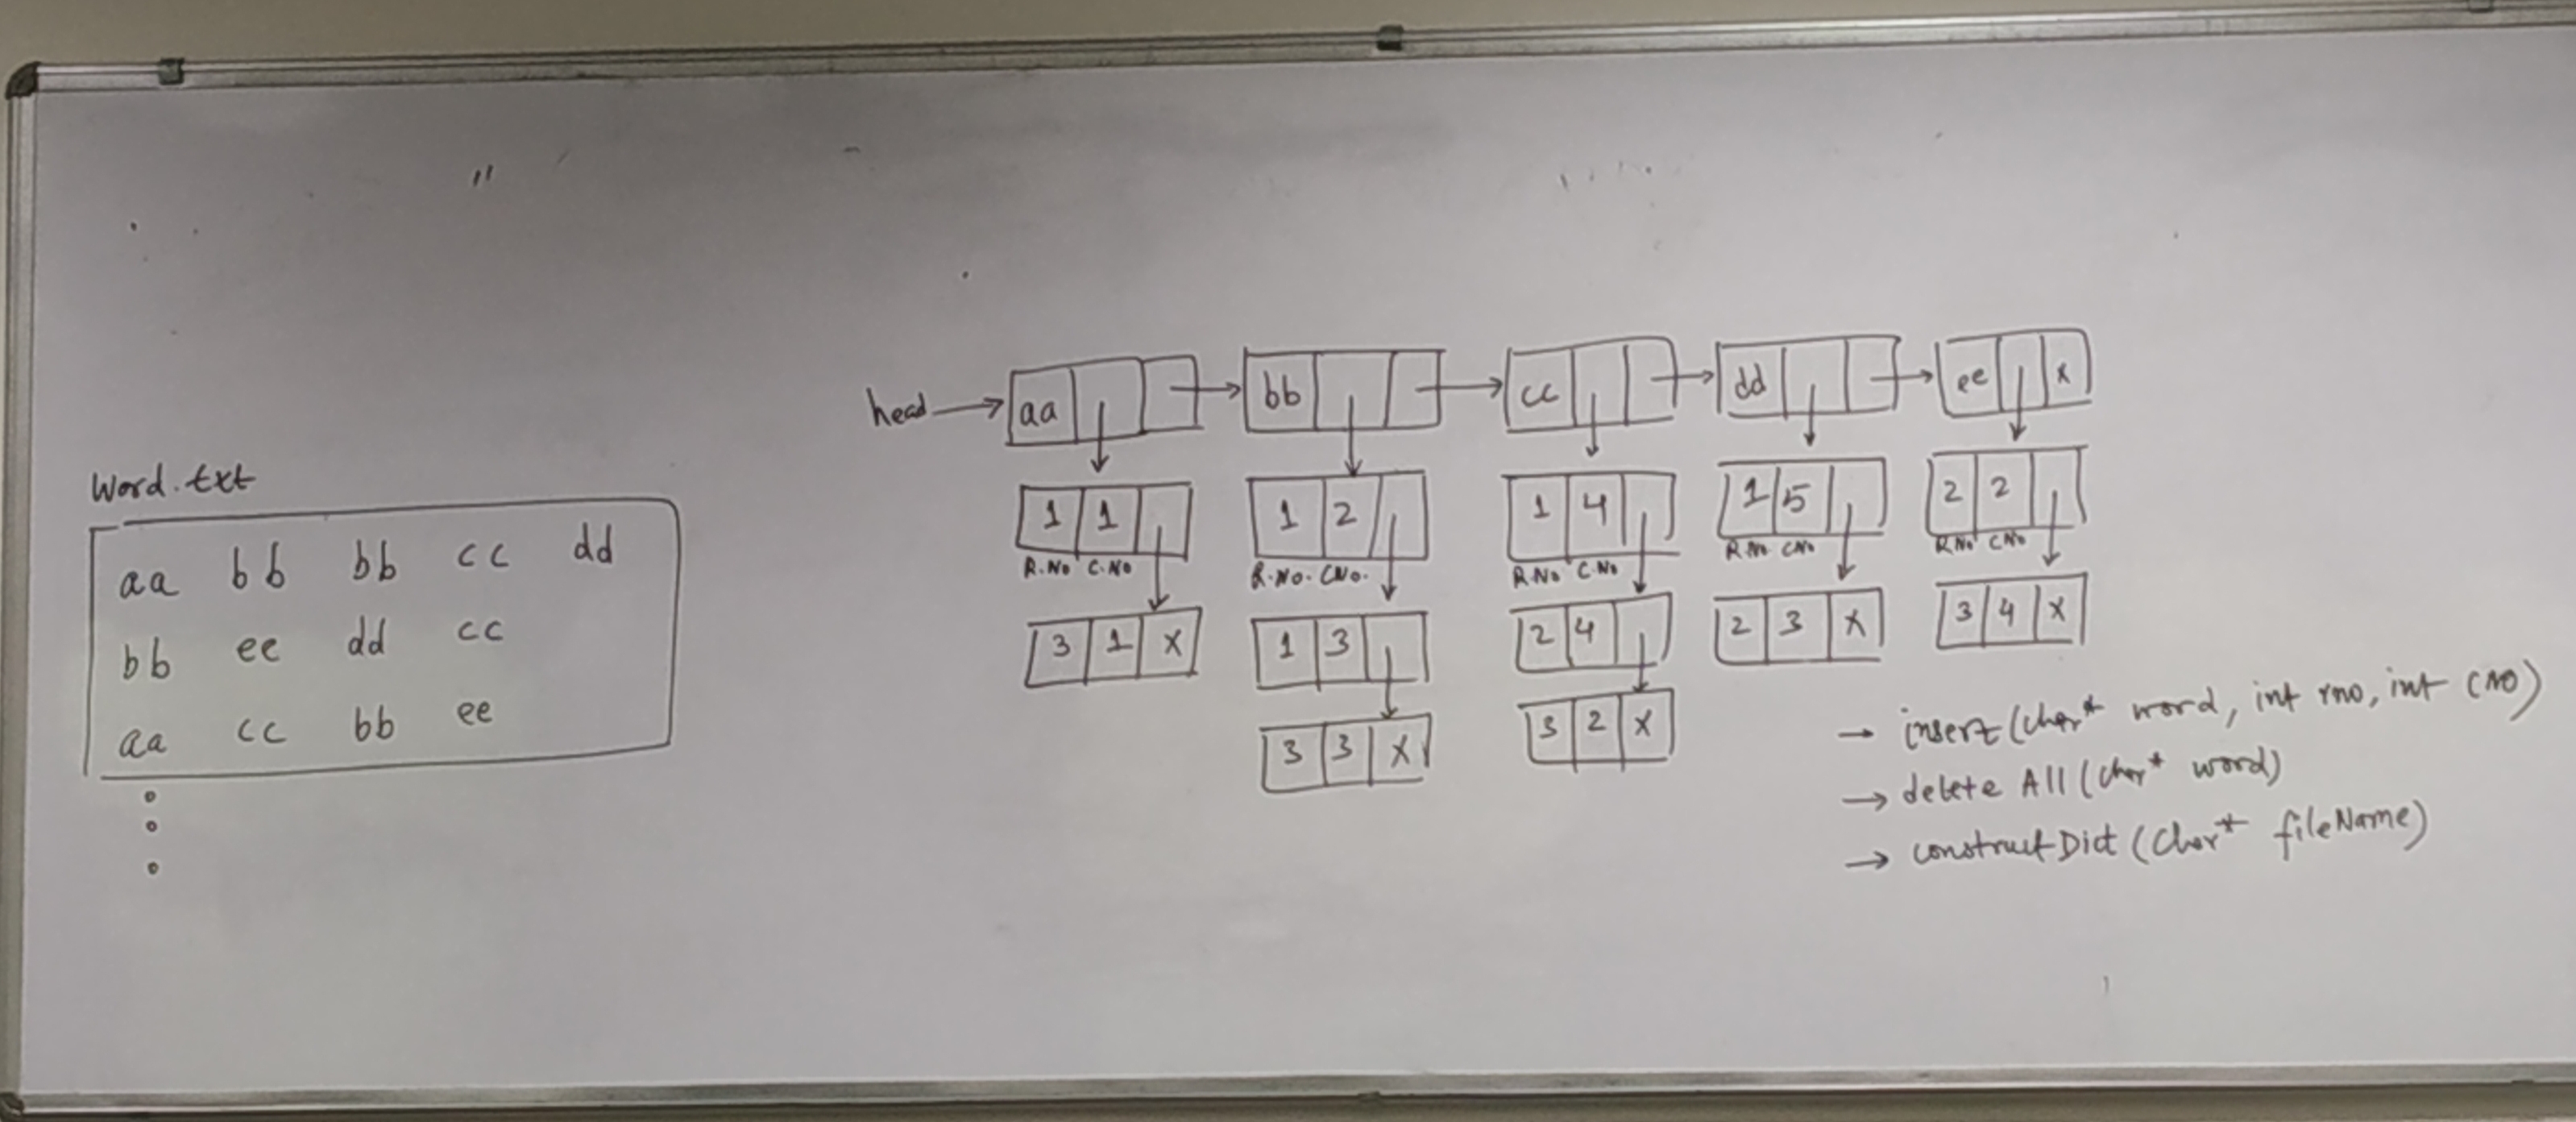 Word.txt
aa bb bb cc dd
bb ee dd cc
aa cc bb ee
head aa bb cc dd ee X
1 1 1 2 1 4 1 5 2 2
R.No C.No R.No. CNo. R.No C.No R.No CNo R.No CNo
3 1 X 1 3 2 4 2 3 X 3 4 X
3 3 X 3 2 X
→ insert (char* word, int rno, int CNO)
→ delete All (char* word)
→ constructDict (Char* fileName)